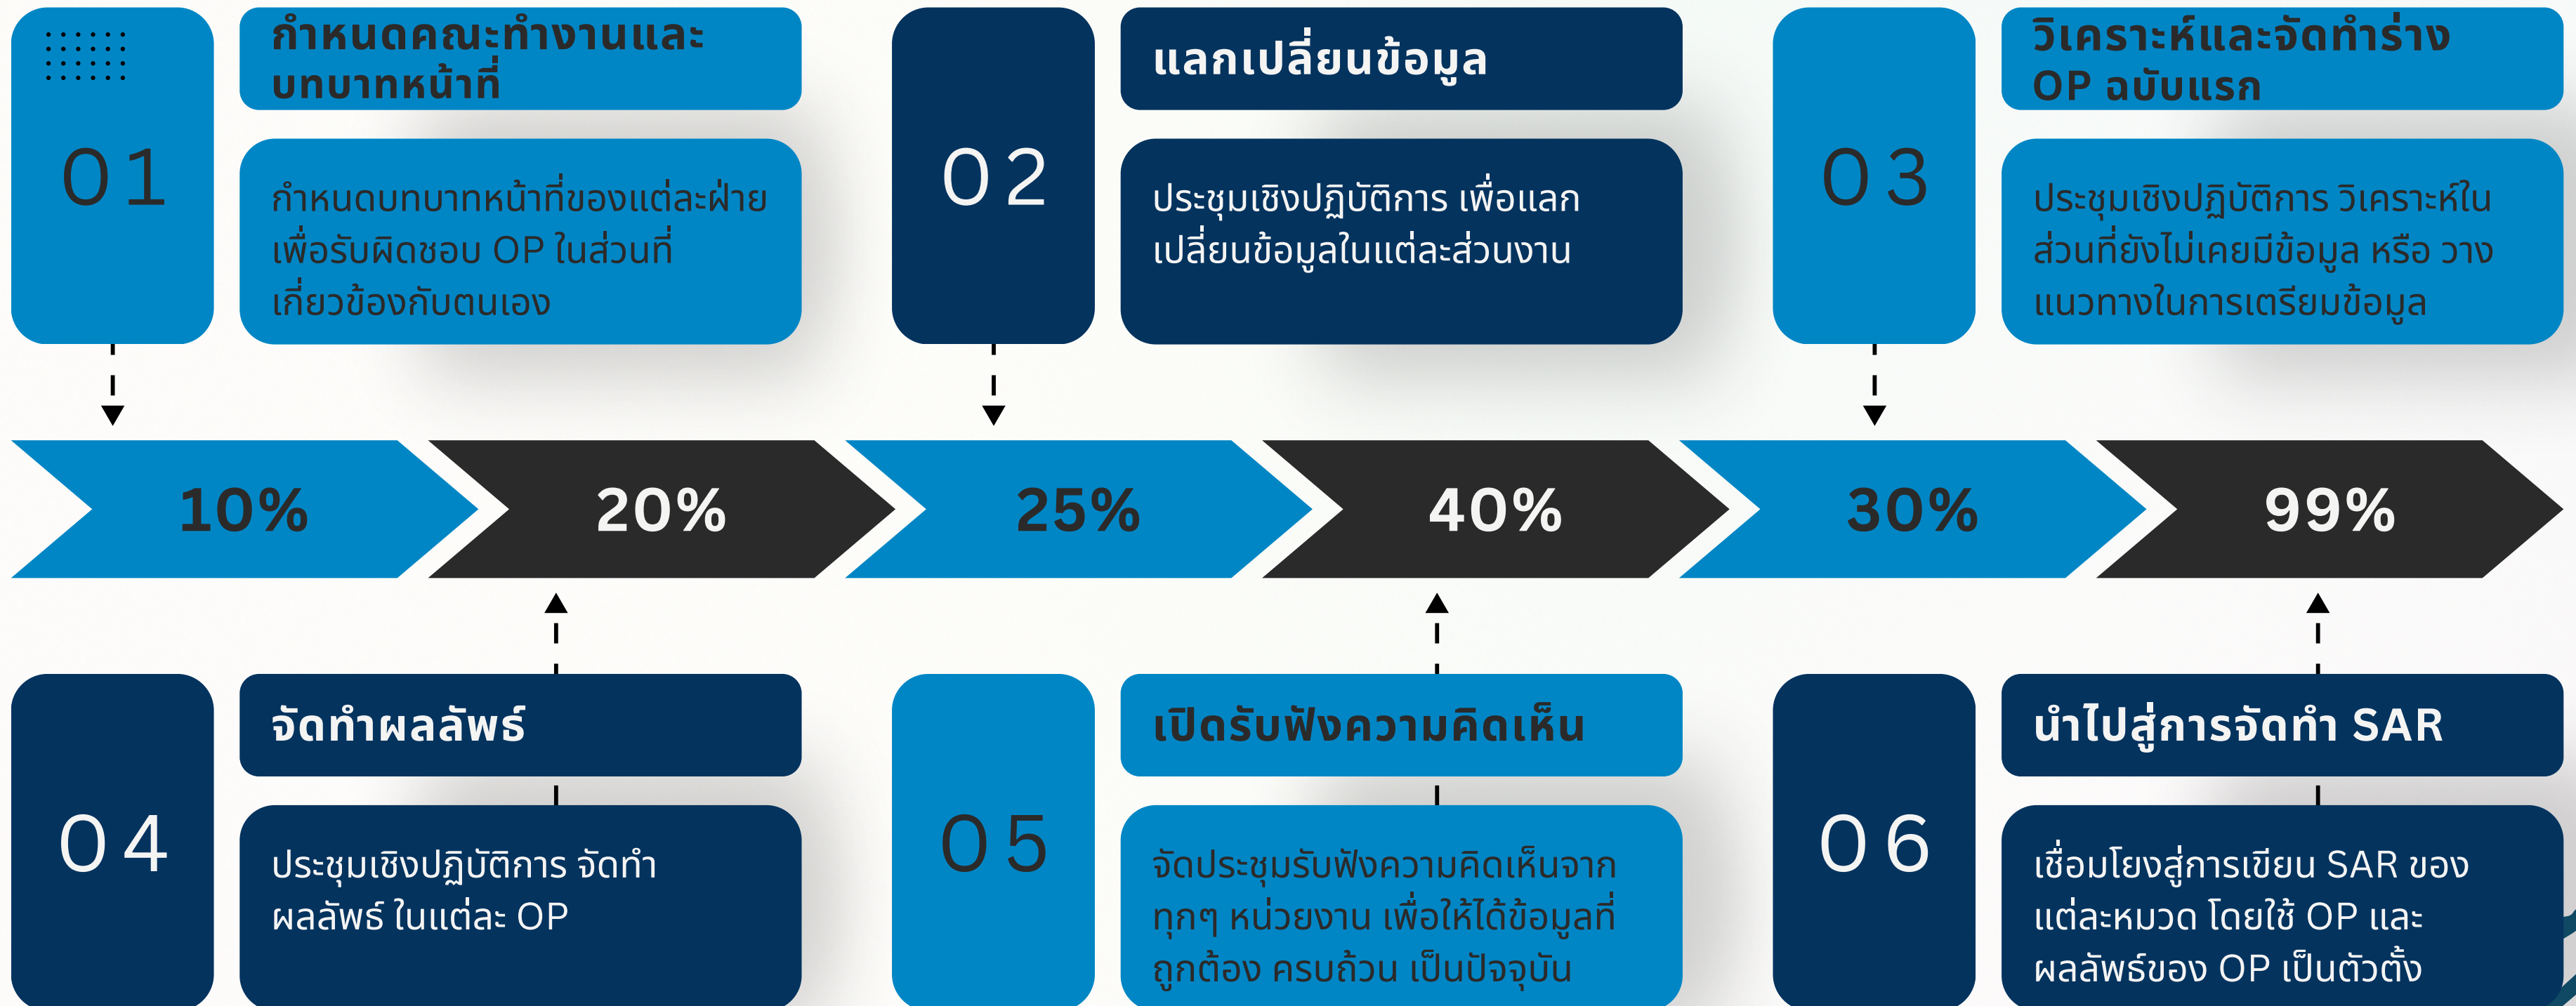 01
กำหนดคณะทำงานและ
บทบาทหน้าที่
กำหนดบทบาทหน้าที่ของแต่ละฝ่าย
เพื่อรับผิดชอบ OP ในส่วนที่
เกี่ยวข้องกับตนเอง
02
แลกเปลี่ยนข้อมูล
ประชุมเชิงปฏิบัติการ เพื่อแลก
เปลี่ยนข้อมูลในแต่ละส่วนงาน
03
วิเคราะห์และจัดทำร่าง
OP ฉบับแรก
ประชุมเชิงปฏิบัติการ วิเคราะห์ใน
ส่วนที่ยังไม่เคยมีข้อมูล หรือ วาง
แนวทางในการเตรียมข้อมูล
10%
20%
25%
40%
30%
99%
04
จัดทำผลลัพธ์
ประชุมเชิงปฏิบัติการ จัดทำ
ผลลัพธ์ ในแต่ละ OP
05
เปิดรับฟังความคิดเห็น
จัดประชุมรับฟังความคิดเห็นจาก
ทุกๆ หน่วยงาน เพื่อให้ได้ข้อมูลที่
ถูกต้อง ครบถ้วน เป็นปัจจุบัน
06
นำไปสู่การจัดทำ SAR
เชื่อมโยงสู่การเขียน SAR ของ
แต่ละหมวด โดยใช้ OP และ
ผลลัพธ์ของ OP เป็นตัวตั้ง